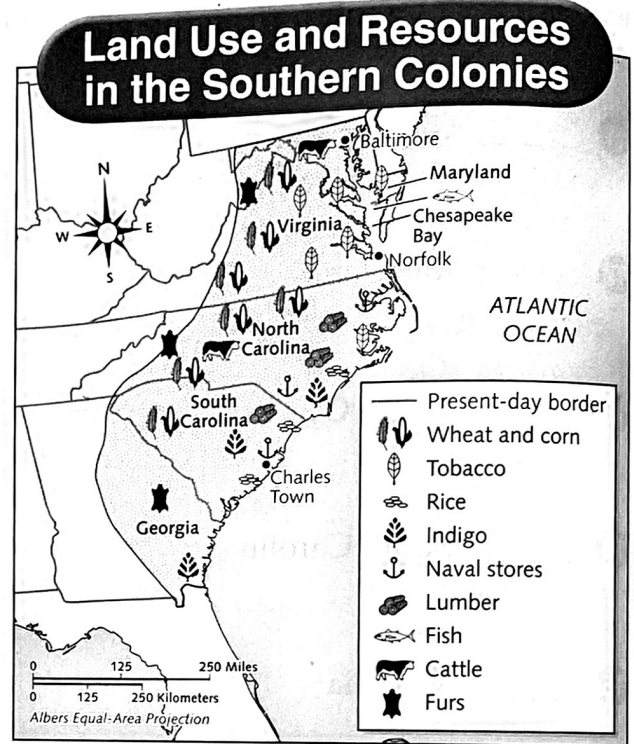 Land Use and Resources
in the Southern Colonies
Baltimore
Maryland
Chesapeake
Bay
Virginia
Norfolk
N
W
E
S
ATLANTIC
OCEAN
North
Carolina
South
Carolina
Charles
Town
Georgia
Present-day border
Wheat and corn
Tobacco
Rice
Indigo
Naval stores
Lumber
Fish
Cattle
Furs
0 125 250 Miles
0 125 250 Kilometers
Albers Equal-Area Projection